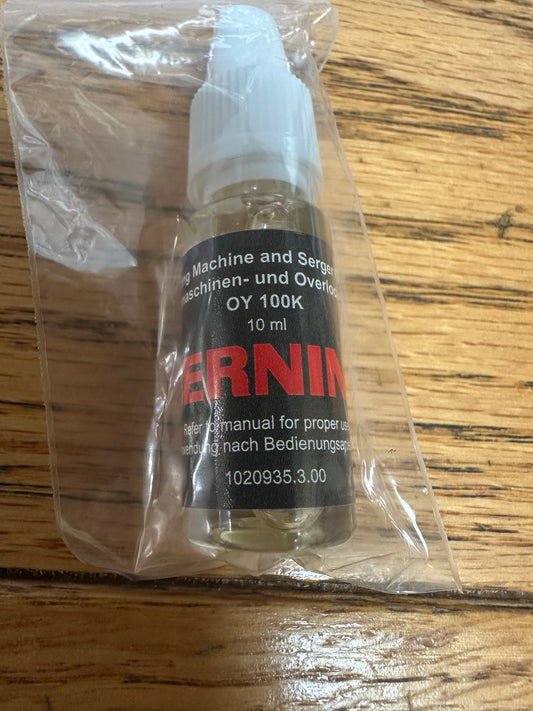 ng Machine and Serger
aschinen- und Overloc
OY 100K
10 ml
ERNIN
Refer to manual for proper us
wendung nach Bedienungsan
1020935.3.00